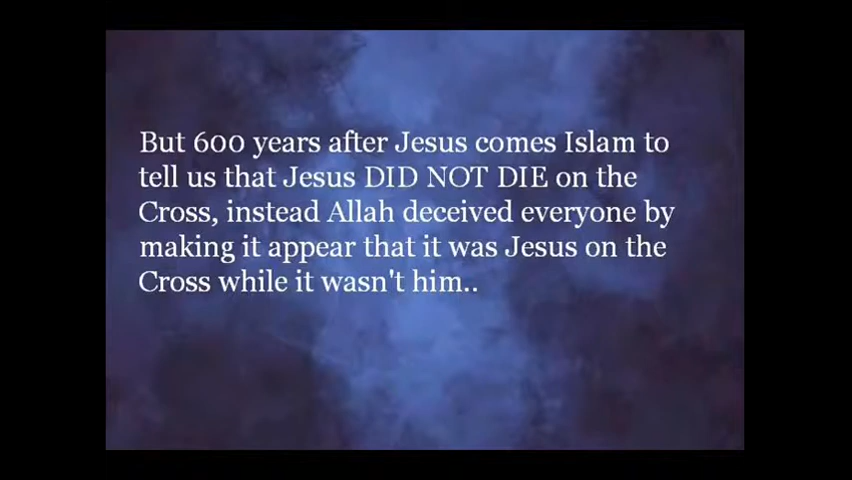 But 600 years after Jesus comes Islam to
tell us that Jesus DID NOT DIE on the
Cross, instead Allah deceived everyone by
making it appear that it was Jesus on the
Cross while it wasn't him..